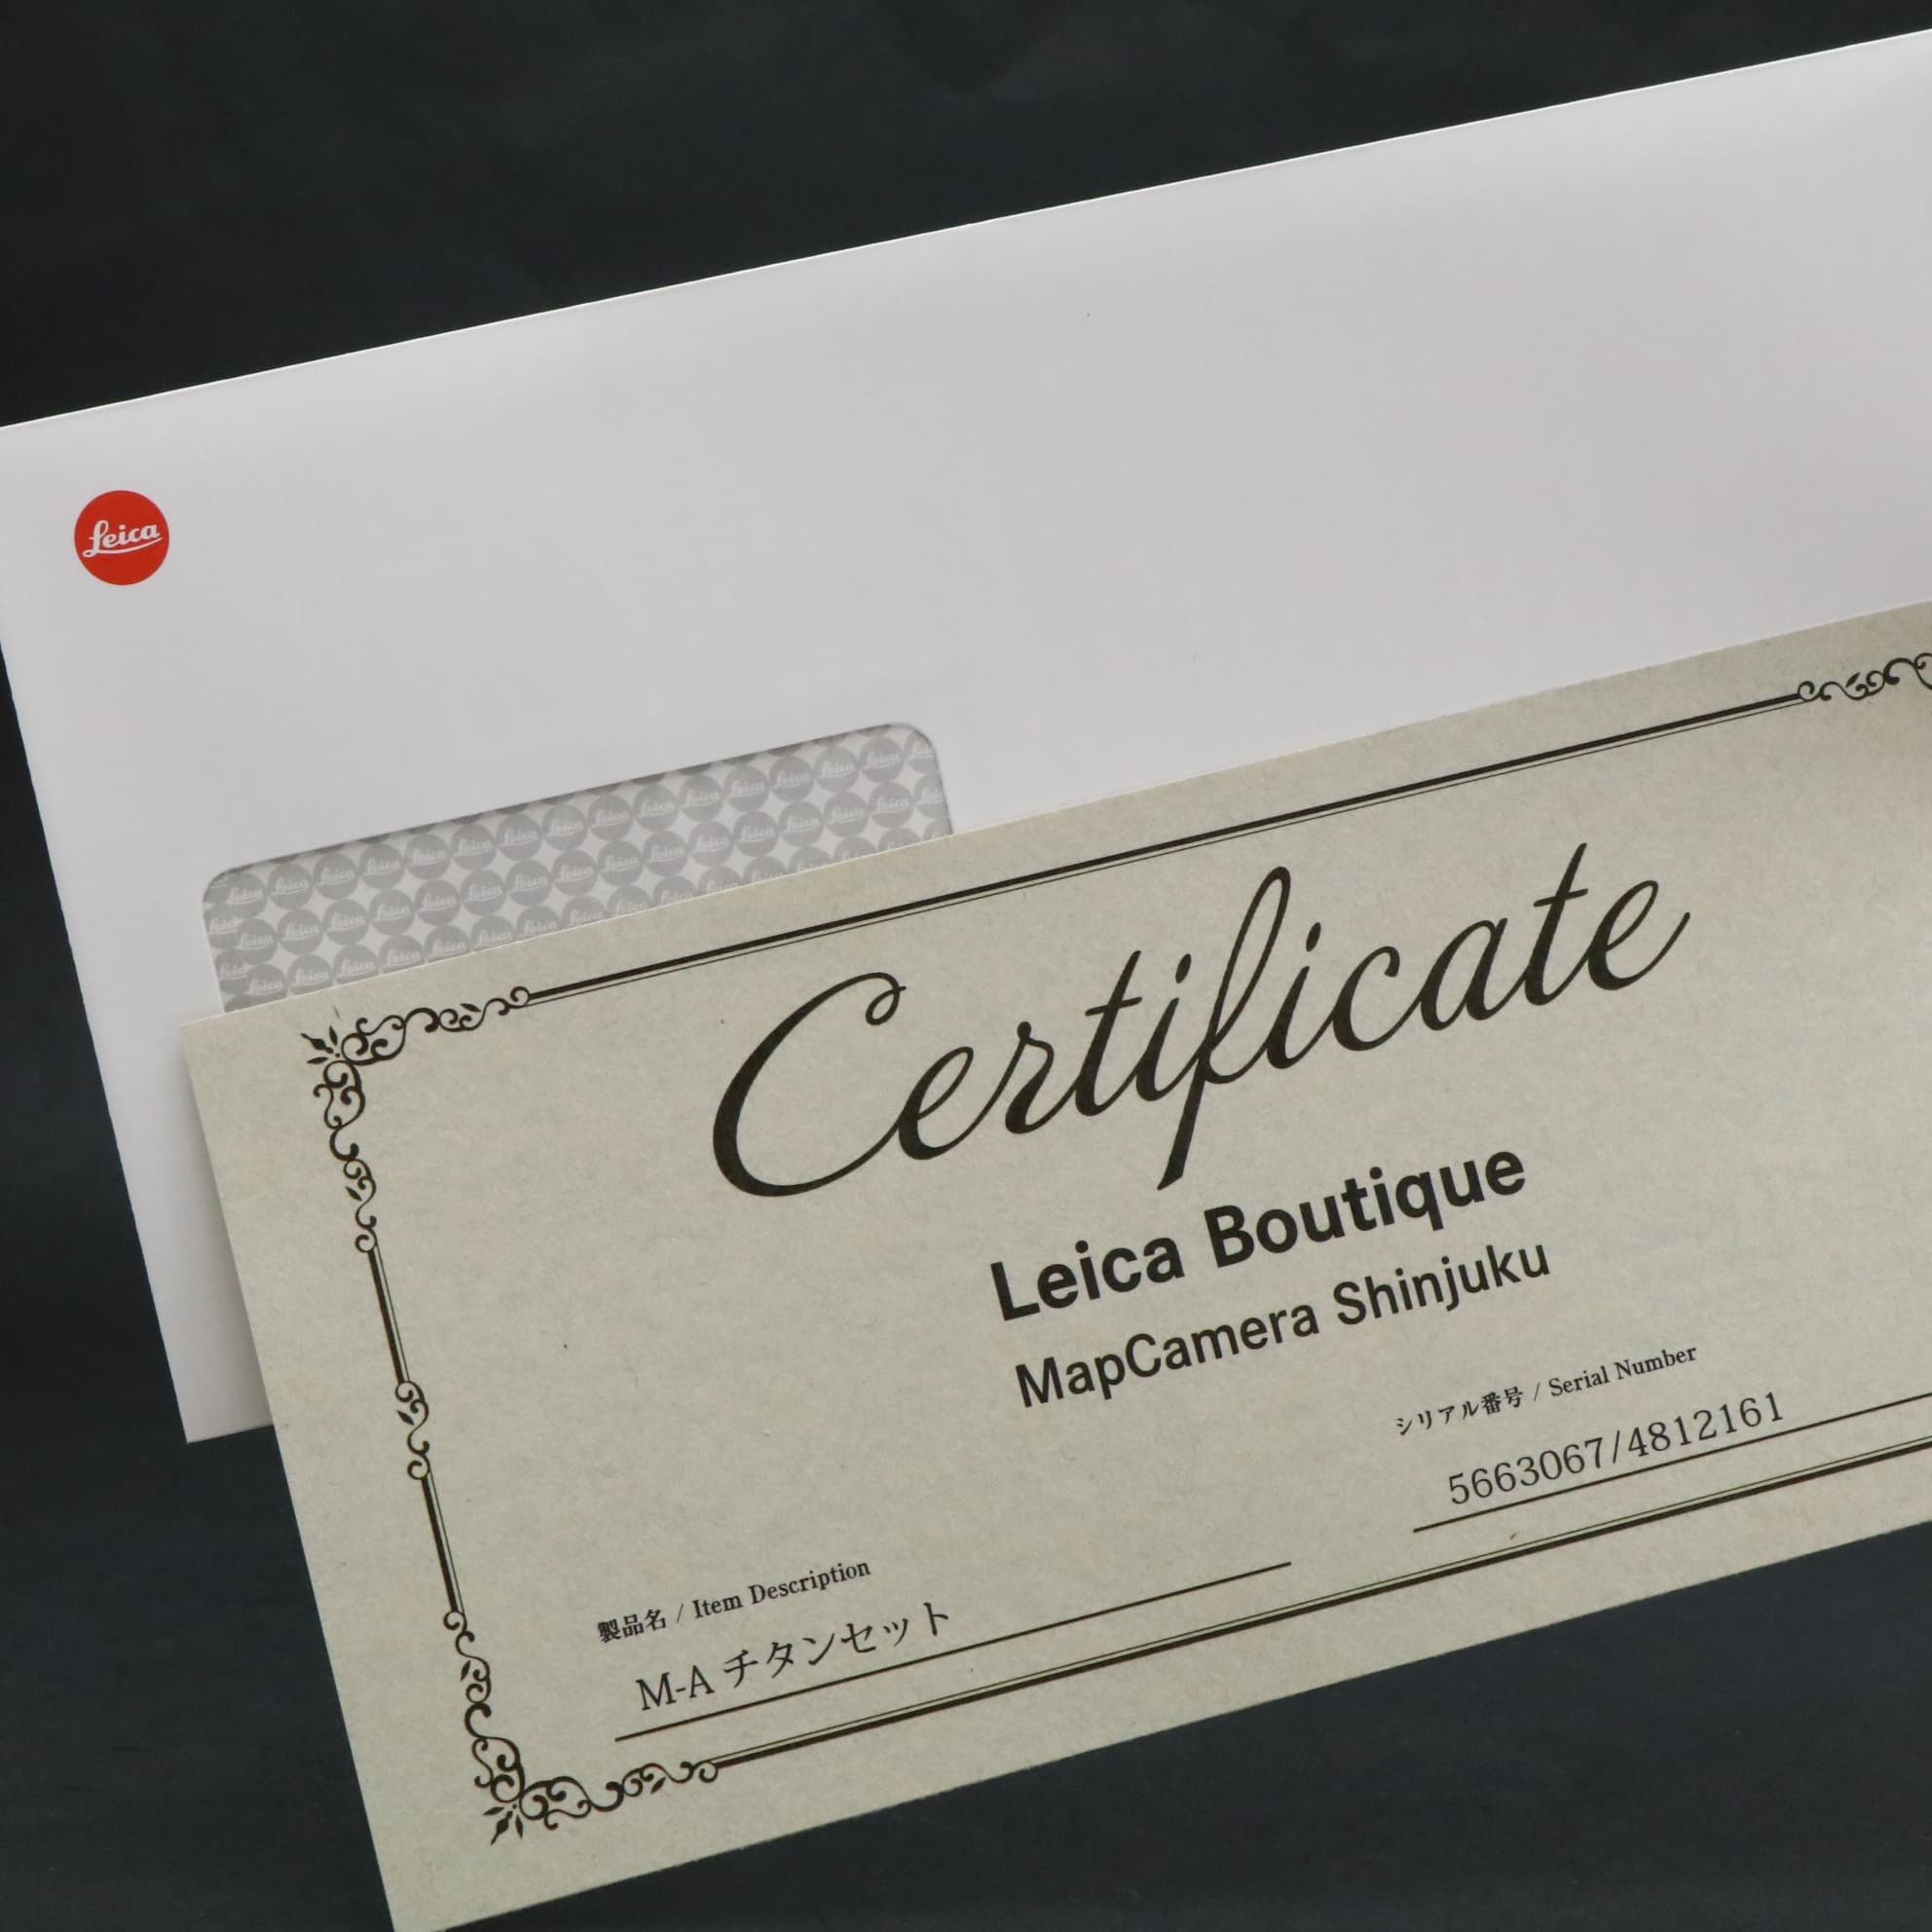 Leica
Certificate
Leica Boutique
MapCamera Shinjuku
シリアル番号 / Serial Number
5663067/4812161
製品名 / Item Description
M-A チタンセット